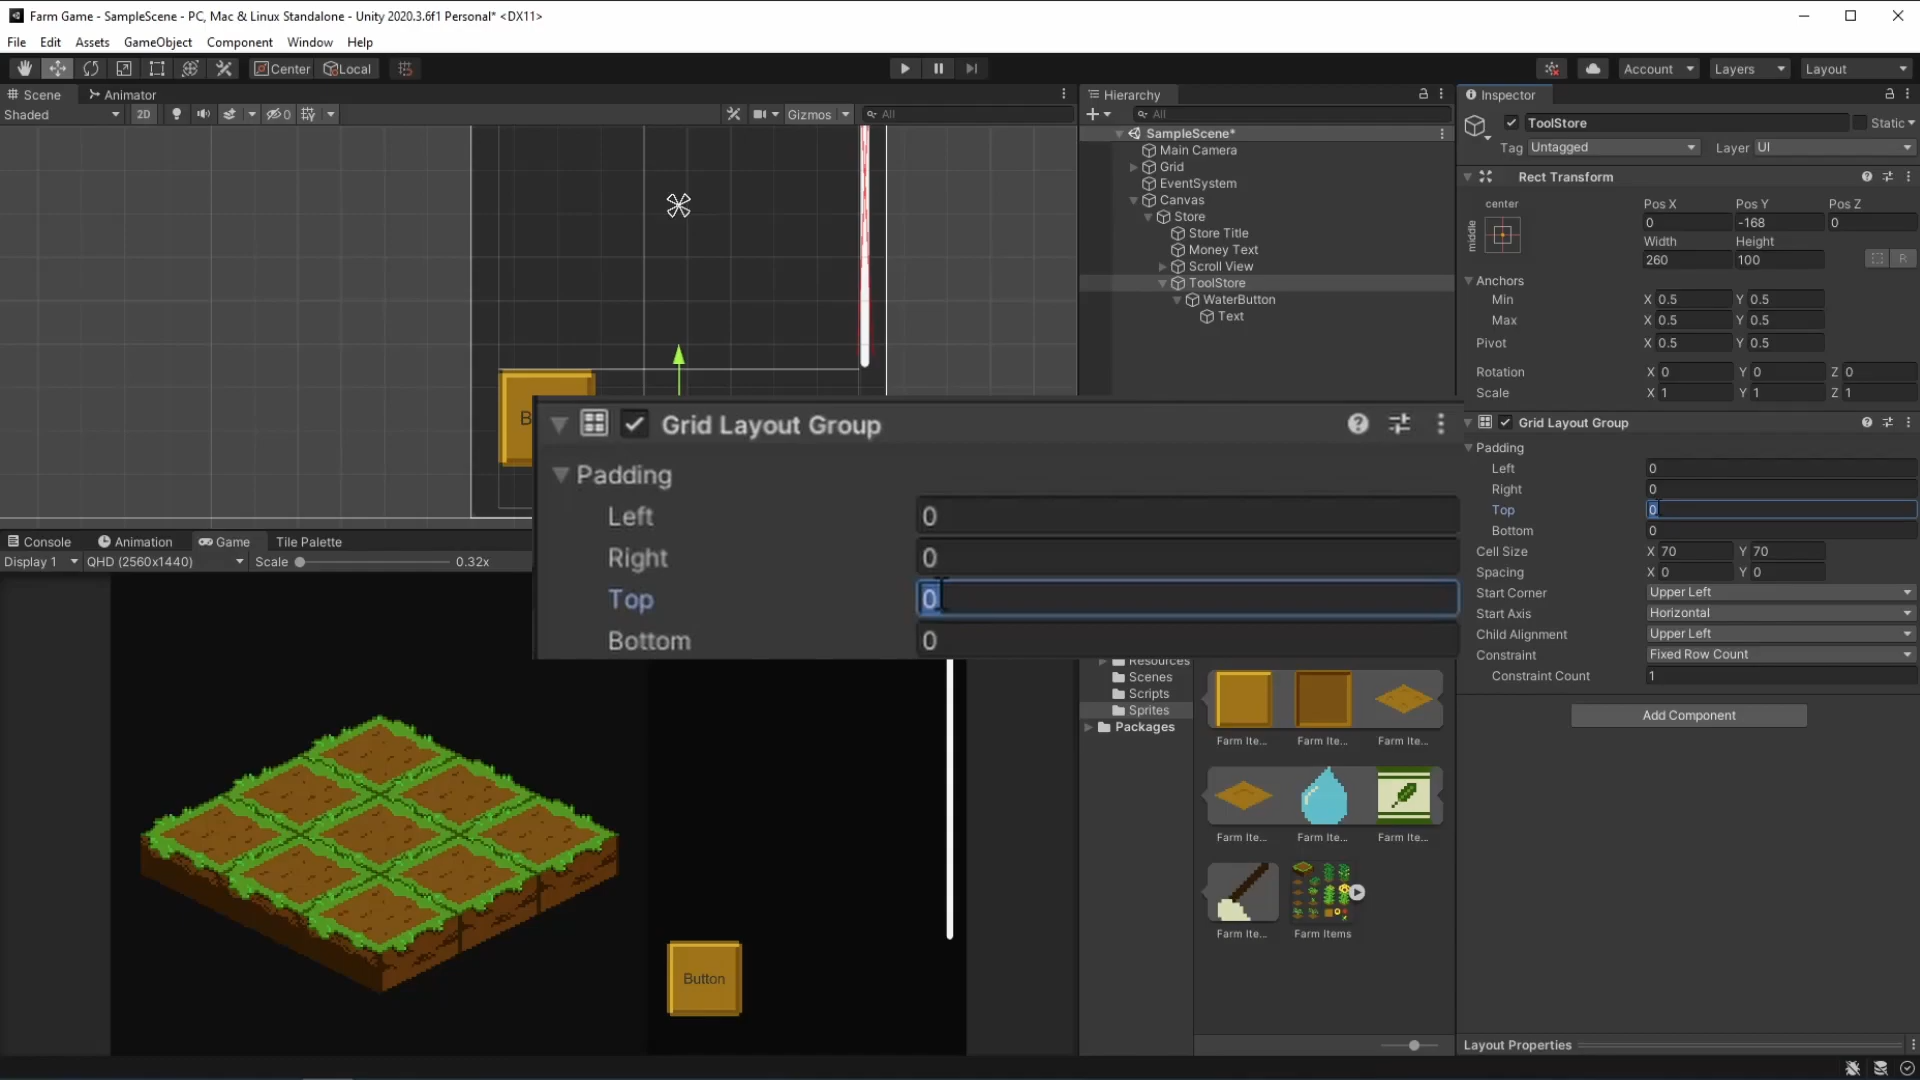 Farm Game - SampleScene - PC, Mac & Linux Standalone - Unity 2020.3.6f1 Personal* <DX11>
File Edit Assets GameObject Component Window Help
Center Local
Account Layers Layout
Scene Animator
Shaded 2D 0 Gizmos All
Hierarchy
All
SampleScene*
Main Camera
Grid
EventSystem
Canvas
Store
Store Title
Money Text
Scroll View
ToolStore
WaterButton
Text
Inspector
ToolStore Static
Tag Untagged Layer UI
Rect Transform
center Pos X Pos Y Pos Z
middle 0 -168 0
Width Height
260 100 R
Anchors
Min X 0.5 Y 0.5
Max X 0.5 Y 0.5
Pivot X 0.5 Y 0.5
Rotation X 0 Y 0 Z 0
Scale X 1 Y 1 Z 1
Grid Layout Group
Padding
Left 0
Right 0
Top 0
Bottom 0
Cell Size X 70 Y 70
Spacing X 0 Y 0
Start Corner Upper Left
Start Axis Horizontal
Child Alignment Upper Left
Constraint Fixed Row Count
Constraint Count 1
Add Component
Layout Properties
Grid Layout Group
Padding
Left 0
Right 0
Top 0
Bottom 0
Console Animation Game Tile Palette
Display 1 QHD (2560x1440) Scale 0.32x
Button
Resources
Scenes
Scripts
Sprites
Packages
Farm Ite... Farm Ite... Farm Ite...
Farm Ite... Farm Ite... Farm Ite...
Farm Ite... Farm Items